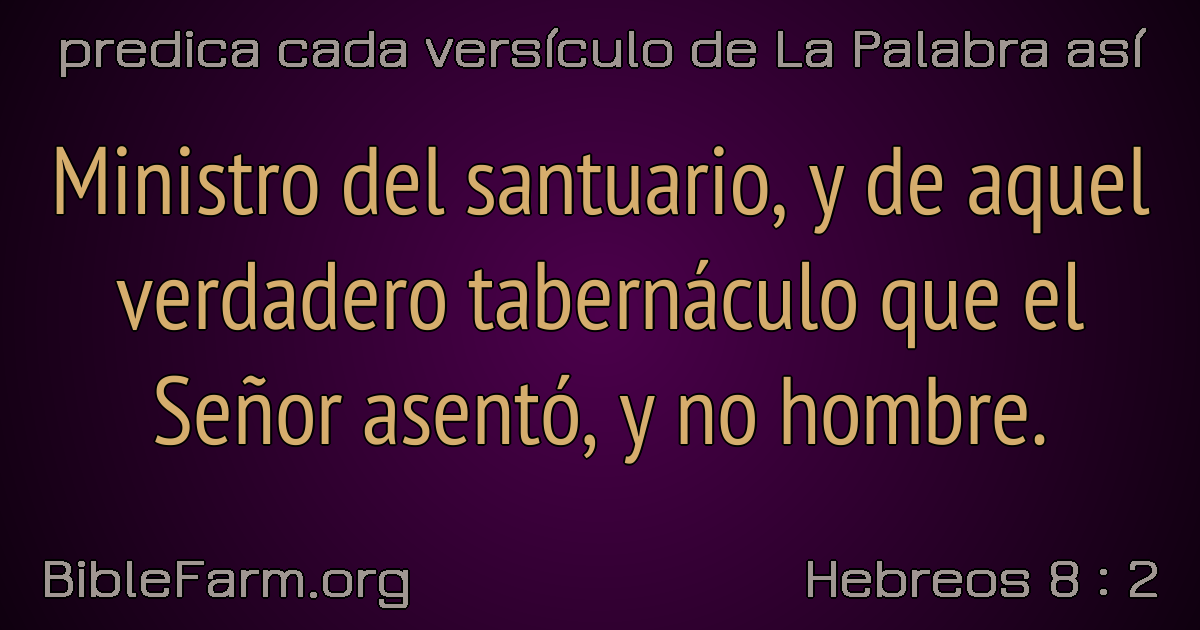 predica cada versículo de La Palabra así
Ministro del santuario, y de aquel
verdadero tabernáculo que el
Señor asentó, y no hombre.
BibleFarm.org
Hebreos 8 : 2